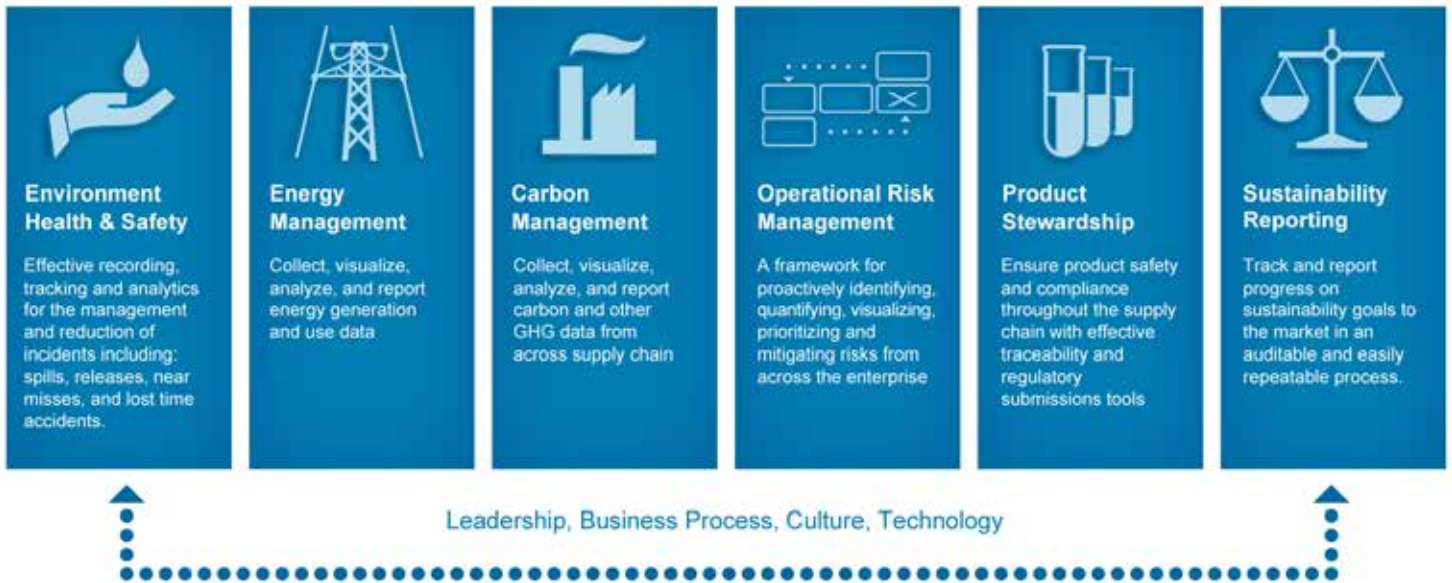 Environment
Health & Safety
Effective recording,
tracking and analytics
for the management
and reduction of
incidents including:
spills, releases, near
misses, and lost time
accidents.
Energy
Management
Collect, visualize,
analyze, and report
energy generation
and use data
Carbon
Management
Collect, visualize,
analyze, and report
carbon and other
GHG data from
across supply chain
Operational Risk
Management
A framework for
proactively identifying,
quantifying, visualizing,
prioritizing and
mitigating risks from
across the enterprise
Product
Stewardship
Ensure product safety
and compliance
throughout the supply
chain with effective
traceability and
regulatory
submissions tools
Sustainability
Reporting
Track and report
progress on
sustainability goals to
the market in an
auditable and easily
repeatable process.
Leadership, Business Process, Culture, Technology